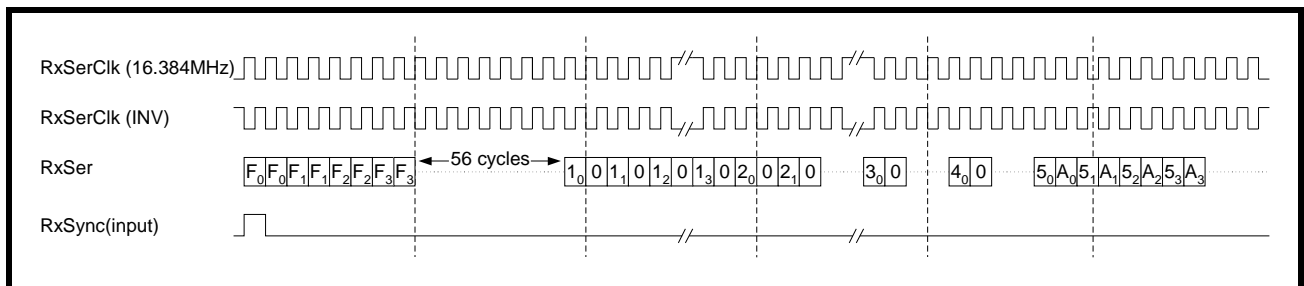 RxSerClk (16.384MHz)
RxSerClk (INV)
RxSer F₀ F₀ F₁ F₁ F₂ F₂ F₃ F₃ 56 cycles 1₀ 0 1₁ 0 1₂ 0 1₃ 0 2₀ 0 2₁ 0 3₀ 0 4₀ 0 5₀ A₀ 5₁ A₁ 5₂ A₂ 5₃ A₃
RxSync(input)